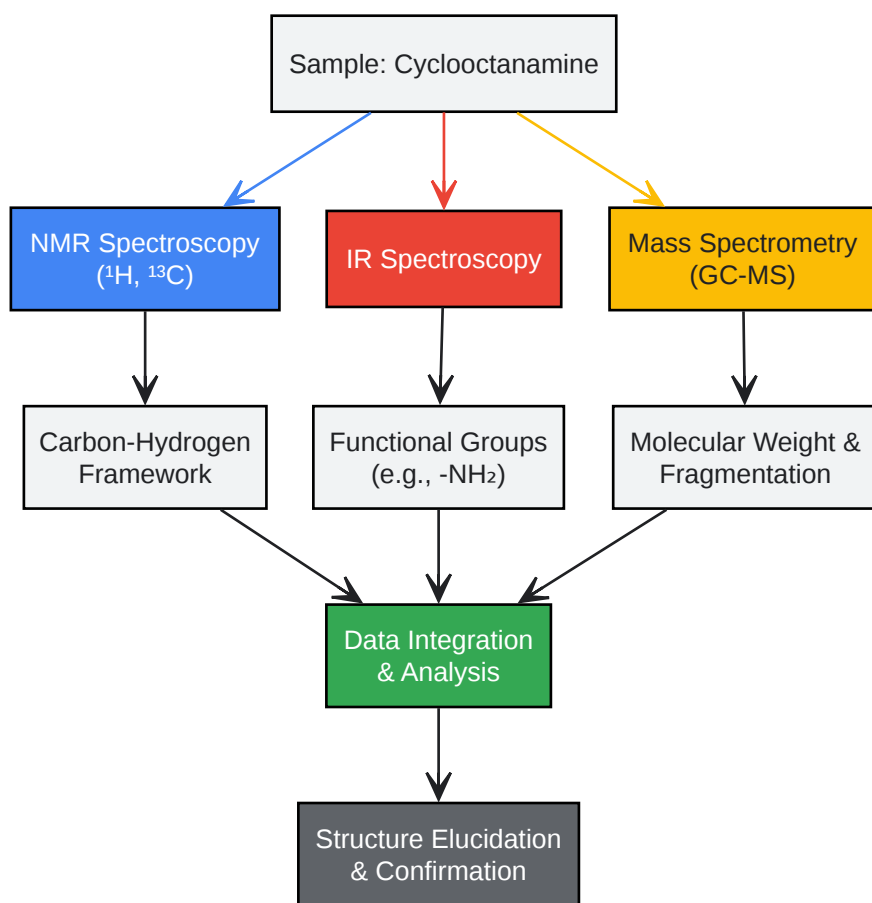 Sample: Cyclooctanamine
NMR Spectroscopy
(¹H, ¹³C)
IR Spectroscopy
Mass Spectrometry
(GC-MS)
Carbon-Hydrogen
Framework
Functional Groups
(e.g., -NH₂)
Molecular Weight &
Fragmentation
Data Integration
& Analysis
Structure Elucidation
& Confirmation